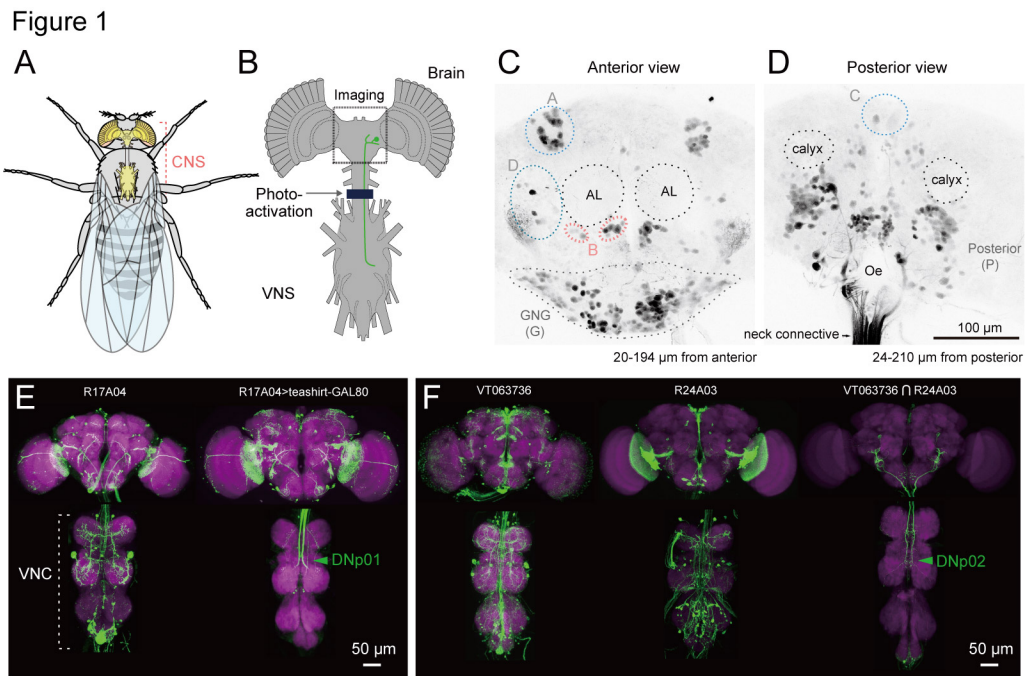 Figure 1
A
CNS
B
Brain
Imaging
Photo-
activation
VNS
C
Anterior view
A
D
AL
AL
B
GNG
(G)
20-194 μm from anterior
D
Posterior view
C
calyx
calyx
Posterior
(P)
Oe
neck connective
100 μm
24-210 μm from posterior
E
R17A04
R17A04>teashirt-GAL80
VNC
DNp01
50 μm
F
VT063736
R24A03
VT063736 ⋂ R24A03
DNp02
50 μm